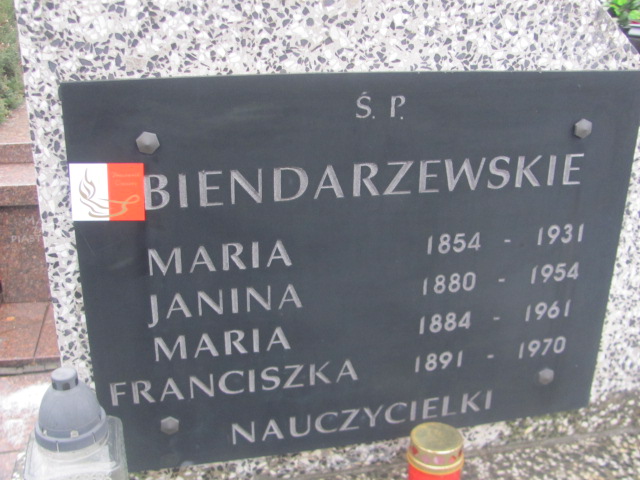 Ś. P.
BIENDARZEWSKIE
MARIA 1854 - 1931
JANINA 1880 - 1954
MARIA 1884 - 1961
FRANCISZKA 1891 - 1970
NAUCZYCIELKI